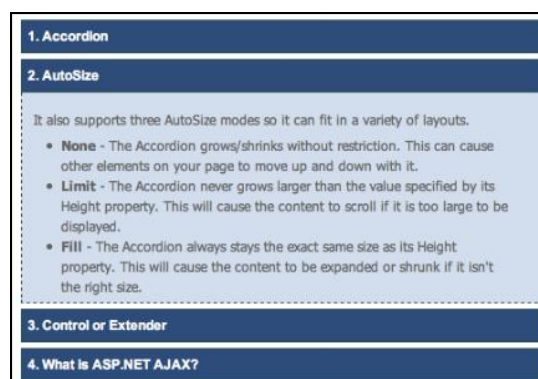 1. Accordion
2. AutoSize
It also supports three AutoSize modes so it can fit in a variety of layouts.
• None - The Accordion grows/shrinks without restriction. This can cause
other elements on your page to move up and down with it.
• Limit - The Accordion never grows larger than the value specified by its
Height property. This will cause the content to scroll if it is too large to be
displayed.
• Fill - The Accordion always stays the exact same size as its Height
property. This will cause the content to be expanded or shrunk if it isn't
the right size.
3. Control or Extender
4. What is ASP.NET AJAX?